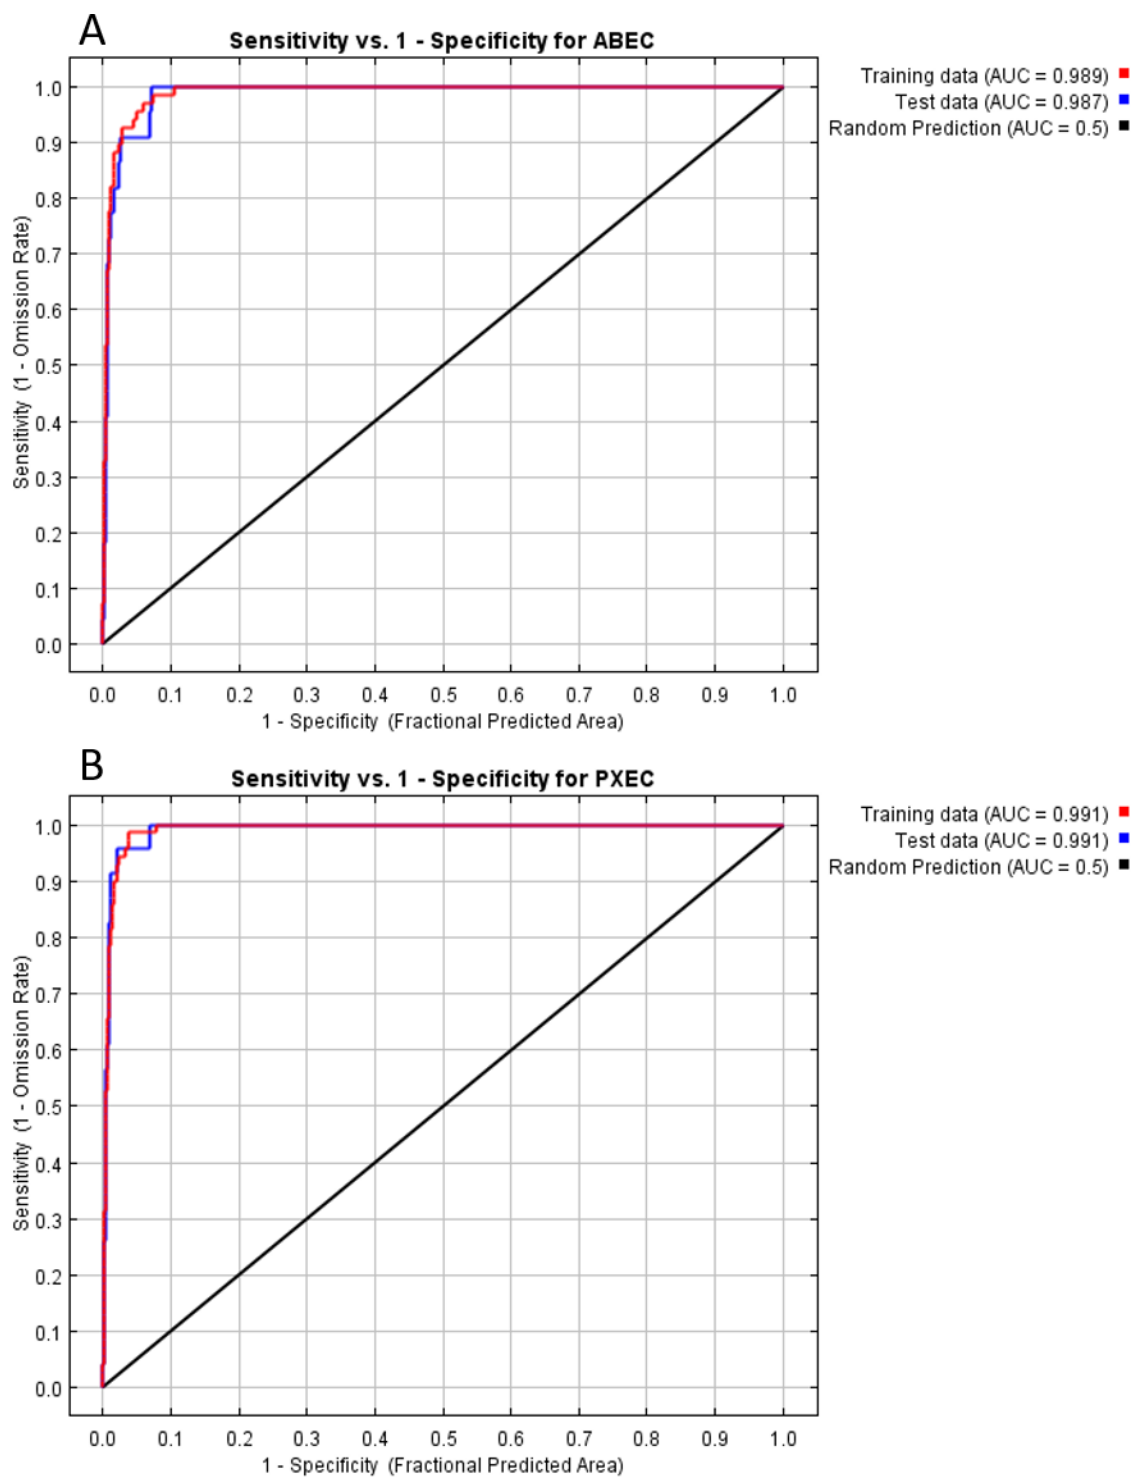 A
Sensitivity vs. 1 - Specificity for ABEC
Training data (AUC = 0.989)
Test data (AUC = 0.987)
Random Prediction (AUC = 0.5)
Sensitivity (1 - Omission Rate)
1.0
0.9
0.8
0.7
0.6
0.5
0.4
0.3
0.2
0.1
0.0
0.0 0.1 0.2 0.3 0.4 0.5 0.6 0.7 0.8 0.9 1.0
1 - Specificity (Fractional Predicted Area)
B
Sensitivity vs. 1 - Specificity for PXEC
Training data (AUC = 0.991)
Test data (AUC = 0.991)
Random Prediction (AUC = 0.5)
Sensitivity (1 - Omission Rate)
1.0
0.9
0.8
0.7
0.6
0.5
0.4
0.3
0.2
0.1
0.0
0.0 0.1 0.2 0.3 0.4 0.5 0.6 0.7 0.8 0.9 1.0
1 - Specificity (Fractional Predicted Area)